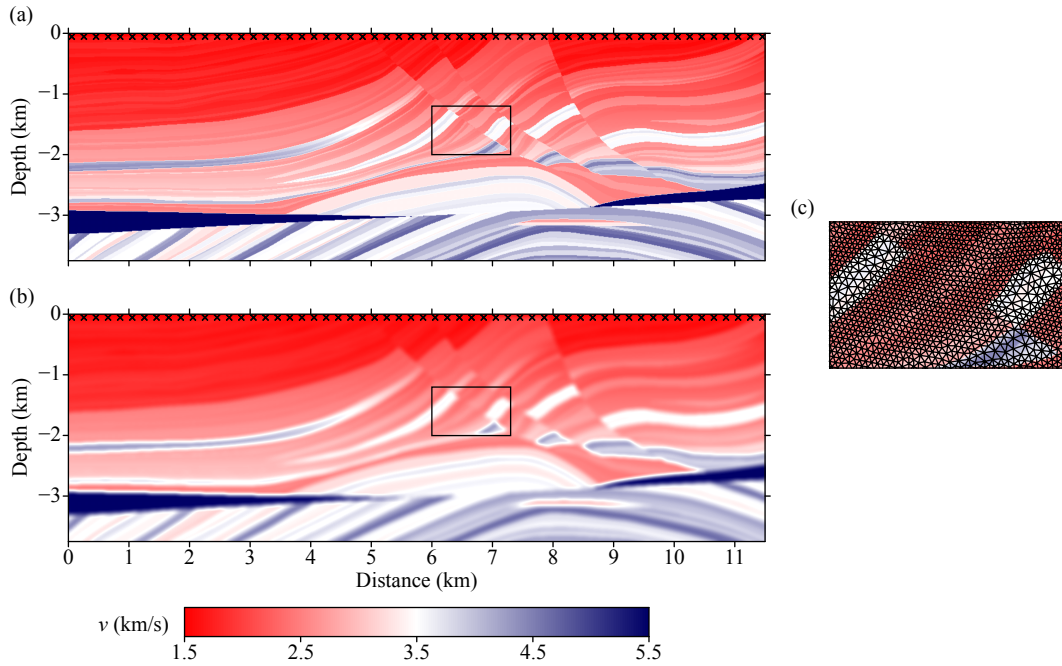 (a)
0
−1
−2
−3
Depth (km)
(b)
0
−1
−2
−3
Depth (km)
0 1 2 3 4 5 6 7 8 9 10 11
Distance (km)
(c)
v (km/s)
1.5 2.5 3.5 4.5 5.5